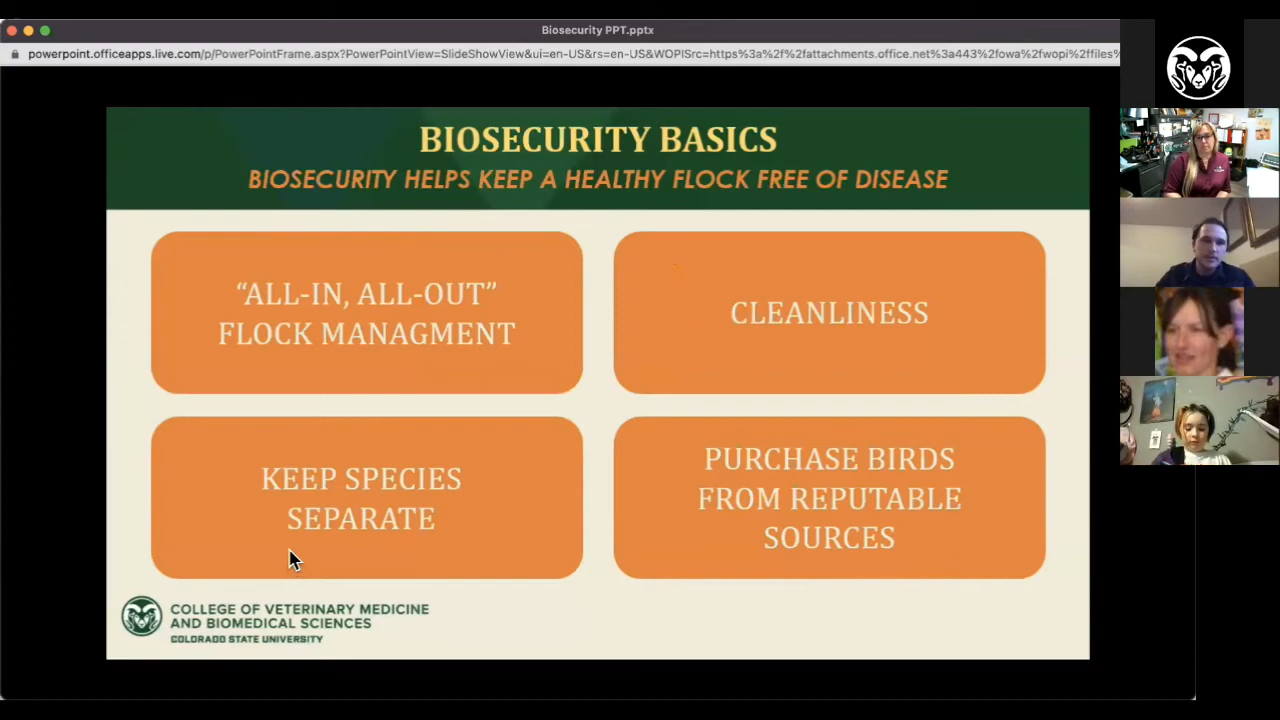 Biosecurity PPT.pptx
powerpoint.officeapps.live.com/p/PowerPointFrame.aspx?PowerPointView=SlideShowView&ui=en-US&rs=en-US&WOPISrc=https%3a%2f%2fattachments.office.net%3a443%2fowa%2fwopi%2ffiles%
BIOSECURITY BASICS
BIOSECURITY HELPS KEEP A HEALTHY FLOCK FREE OF DISEASE
“ALL-IN, ALL-OUT”
FLOCK MANAGMENT
CLEANLINESS
KEEP SPECIES
SEPARATE
PURCHASE BIRDS
FROM REPUTABLE
SOURCES
COLLEGE OF VETERINARY MEDICINE
AND BIOMEDICAL SCIENCES
COLORADO STATE UNIVERSITY